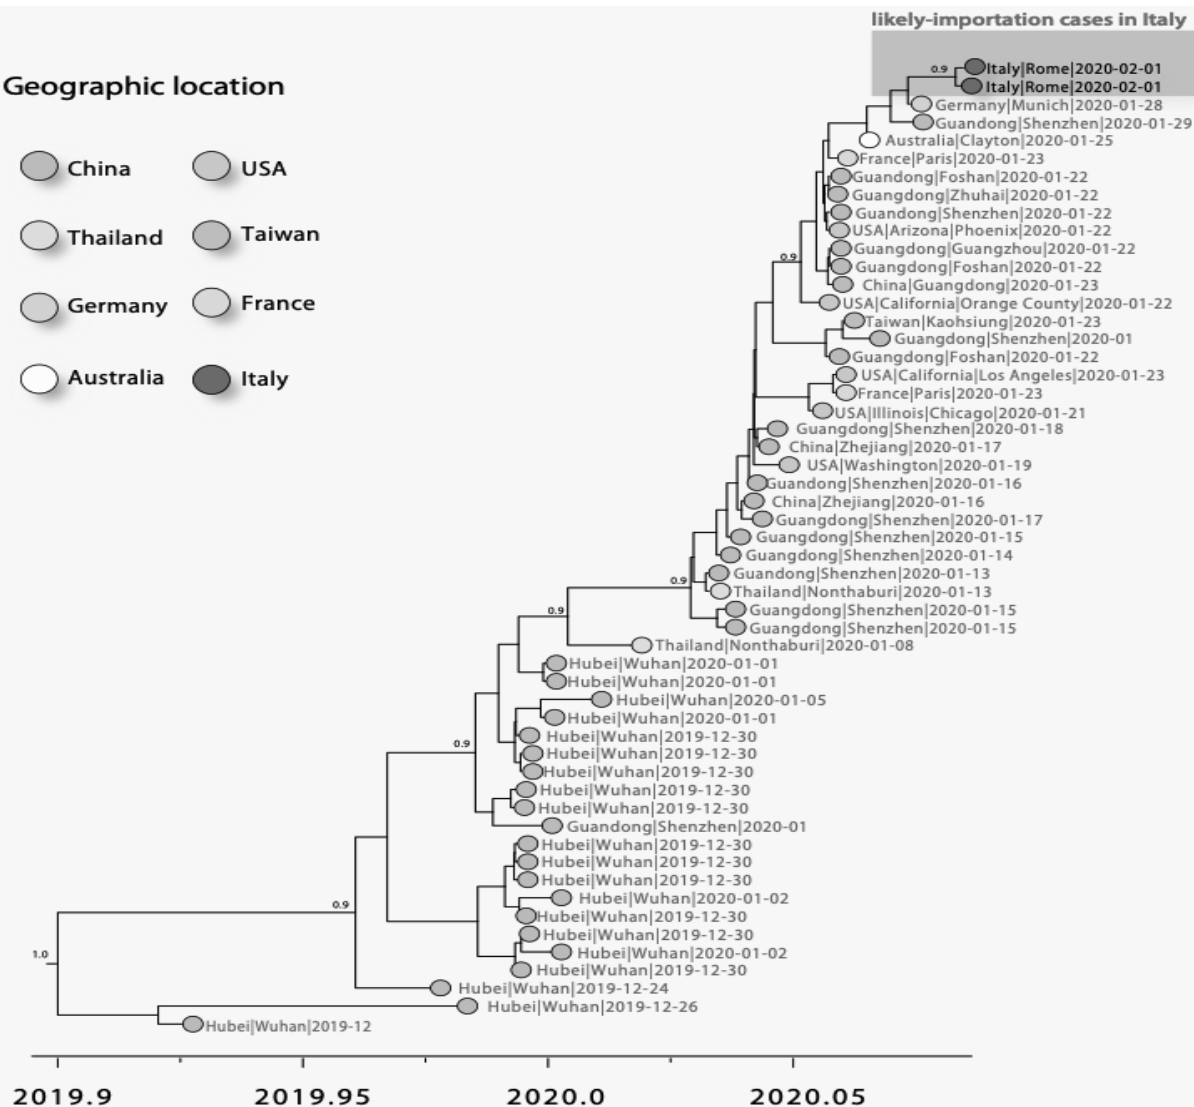 likely-importation cases in Italy
Geographic location
China
USA
Thailand
Taiwan
Germany
France
Australia
Italy
0.9
Italy|Rome|2020-02-01
Italy|Rome|2020-02-01
Germany|Munich|2020-01-28
Guandong|Shenzhen|2020-01-29
Australia|Clayton|2020-01-25
France|Paris|2020-01-23
Guandong|Foshan|2020-01-22
Guangdong|Zhuhai|2020-01-22
Guandong|Shenzhen|2020-01-22
USA|Arizona|Phoenix|2020-01-22
Guangdong|Guangzhou|2020-01-22
0.9
Guangdong|Foshan|2020-01-22
China|Guangdong|2020-01-23
USA|California|Orange County|2020-01-22
Taiwan|Kaohsiung|2020-01-23
Guangdong|Shenzhen|2020-01
Guangdong|Foshan|2020-01-22
USA|California|Los Angeles|2020-01-23
France|Paris|2020-01-23
USA|Illinois|Chicago|2020-01-21
Guangdong|Shenzhen|2020-01-18
China|Zhejiang|2020-01-17
USA|Washington|2020-01-19
Guandong|Shenzhen|2020-01-16
China|Zhejiang|2020-01-16
Guangdong|Shenzhen|2020-01-17
Guangdong|Shenzhen|2020-01-15
Guangdong|Shenzhen|2020-01-14
Guandong|Shenzhen|2020-01-13
0.9
Thailand|Nonthaburi|2020-01-13
Guangdong|Shenzhen|2020-01-15
0.9
Guangdong|Shenzhen|2020-01-15
Thailand|Nonthaburi|2020-01-08
Hubei|Wuhan|2020-01-01
Hubei|Wuhan|2020-01-01
Hubei|Wuhan|2020-01-05
Hubei|Wuhan|2020-01-01
Hubei|Wuhan|2019-12-30
0.9
Hubei|Wuhan|2019-12-30
Hubei|Wuhan|2019-12-30
Hubei|Wuhan|2019-12-30
Hubei|Wuhan|2019-12-30
Guandong|Shenzhen|2020-01
Hubei|Wuhan|2019-12-30
Hubei|Wuhan|2019-12-30
Hubei|Wuhan|2019-12-30
Hubei|Wuhan|2020-01-02
0.9
Hubei|Wuhan|2019-12-30
Hubei|Wuhan|2019-12-30
Hubei|Wuhan|2020-01-02
1.0
Hubei|Wuhan|2019-12-30
Hubei|Wuhan|2019-12-24
Hubei|Wuhan|2019-12-26
Hubei|Wuhan|2019-12
2019.9
2019.95
2020.0
2020.05